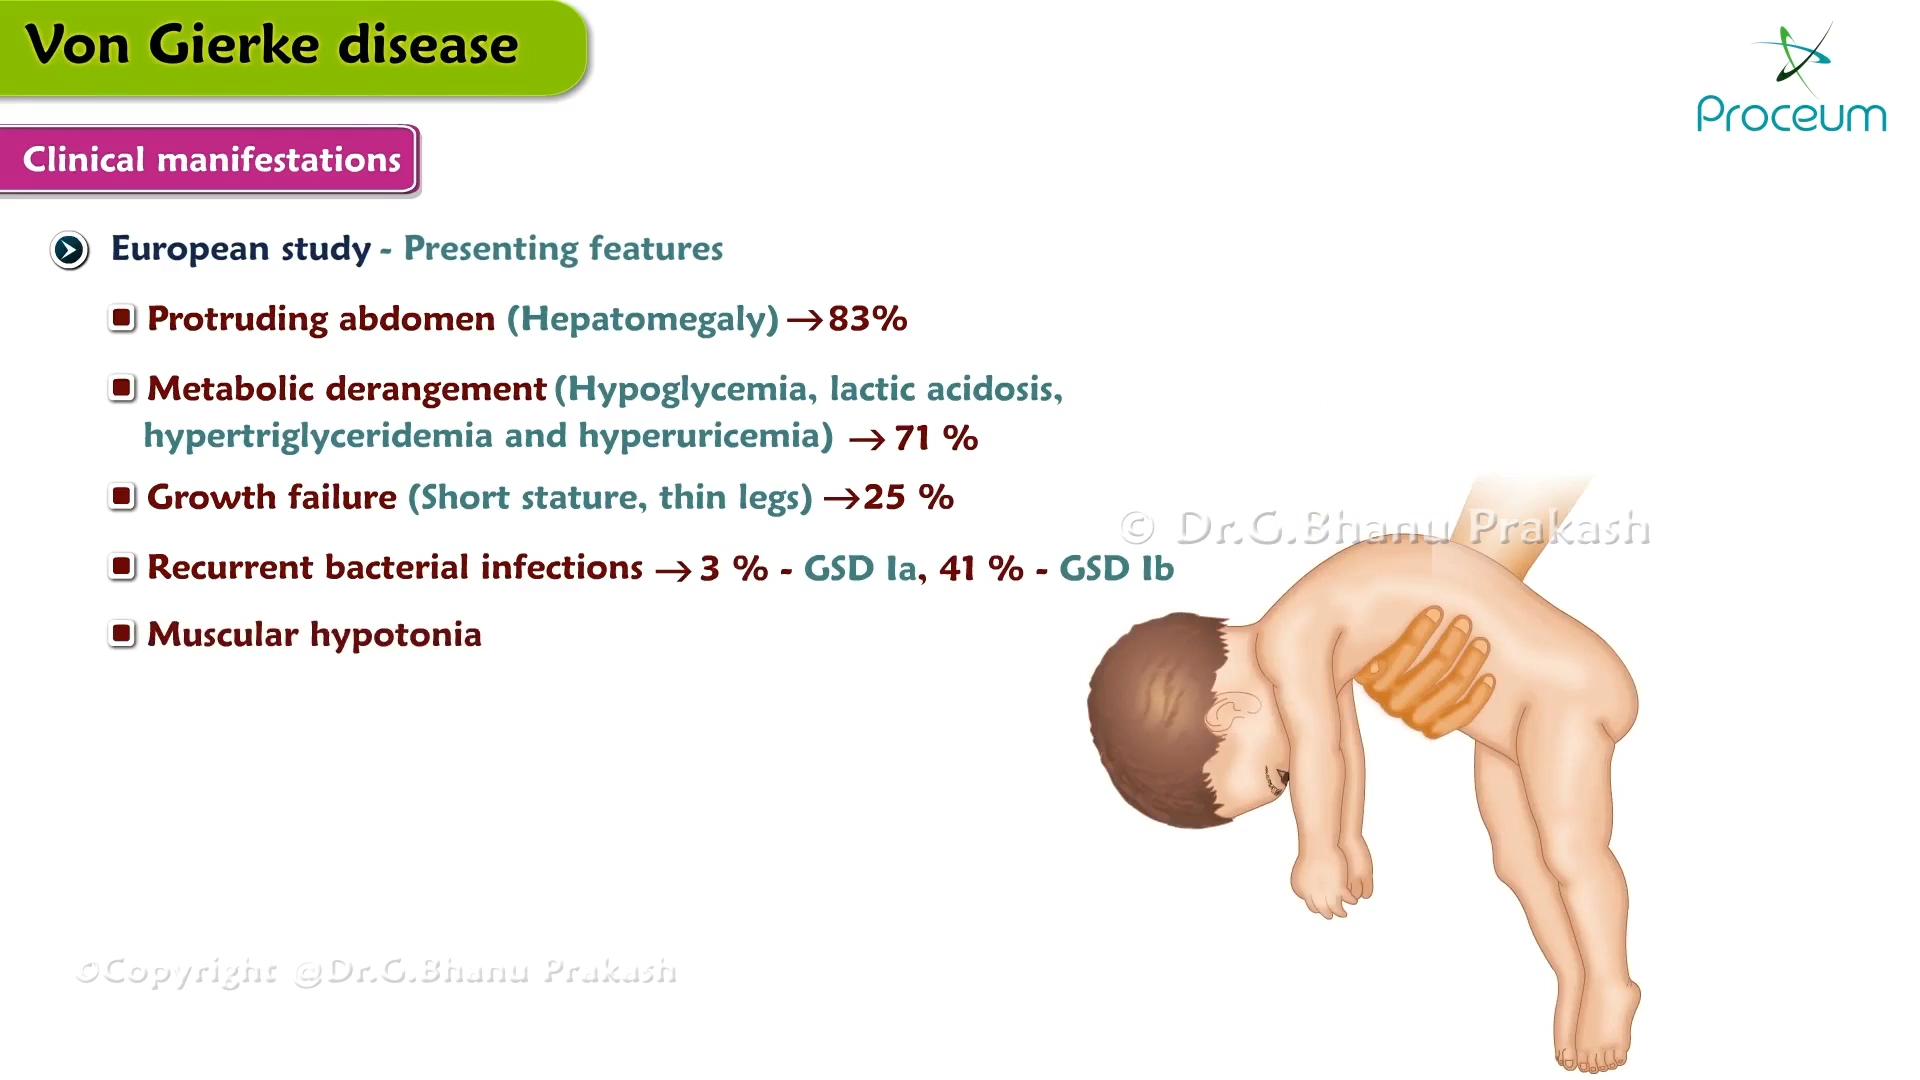 Von Gierke disease
Proceum
Clinical manifestations
European study - Presenting features
Protruding abdomen (Hepatomegaly) → 83%
Metabolic derangement (Hypoglycemia, lactic acidosis,
hypertriglyceridemia and hyperuricemia) → 71 %
Growth failure (Short stature, thin legs) → 25 %
© Dr.G.Bhanu Prakash
Recurrent bacterial infections → 3 % - GSD Ia, 41 % - GSD Ib
Muscular hypotonia
©Copyright @Dr.G.Bhanu Prakash